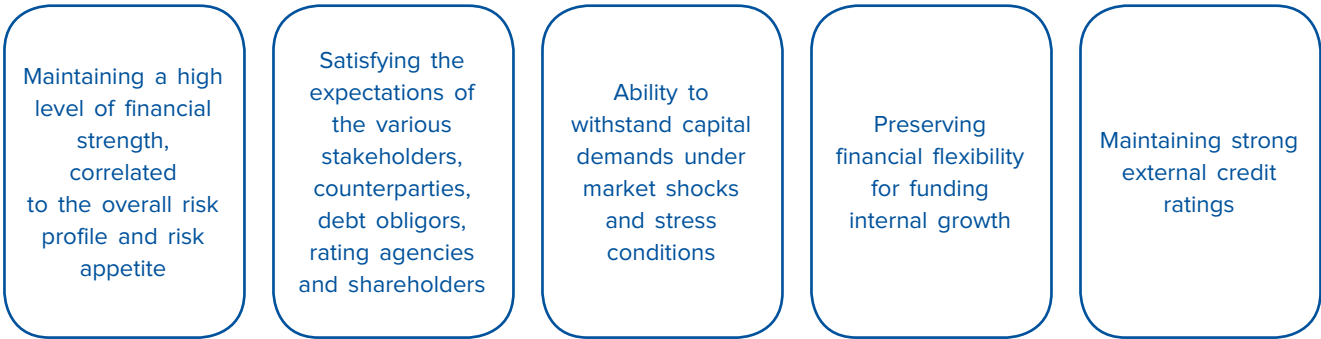 Maintaining a high
level of financial
strength,
correlated
to the overall risk
profile and risk
appetite
Satisfying the
expectations of
the various
stakeholders,
counterparties,
debt obligors,
rating agencies
and shareholders
Ability to
withstand capital
demands under
market shocks
and stress
conditions
Preserving
financial flexibility
for funding
internal growth
Maintaining strong
external credit
ratings